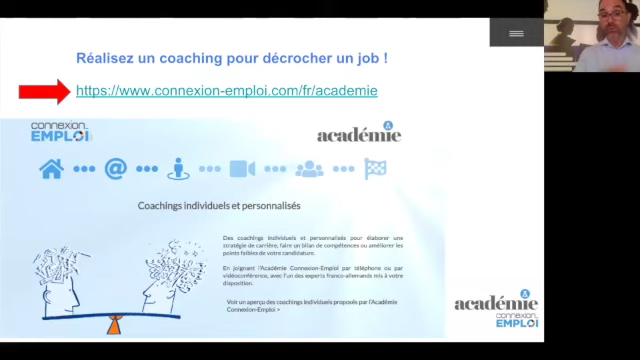 Réalisez un coaching pour décrocher un job !
https://www.connexion-emploi.com/fr/academie
connexion
EMPLOI
académie
Coachings individuels et personnalisés
Des coachings individuels et personnalisés pour élaborer une
stratégie de carrière, faire un bilan de compétences ou améliorer les
points faibles de votre candidature.
En joignant l'Académie Connexion-Emploi par téléphone ou par
vidéoconférence, avec l'un des experts franco-allemands mis à votre
disposition.
Voir un aperçu des coachings individuels proposés par l'Académie
Connexion-Emploi >
académie
connexion
EMPLOI